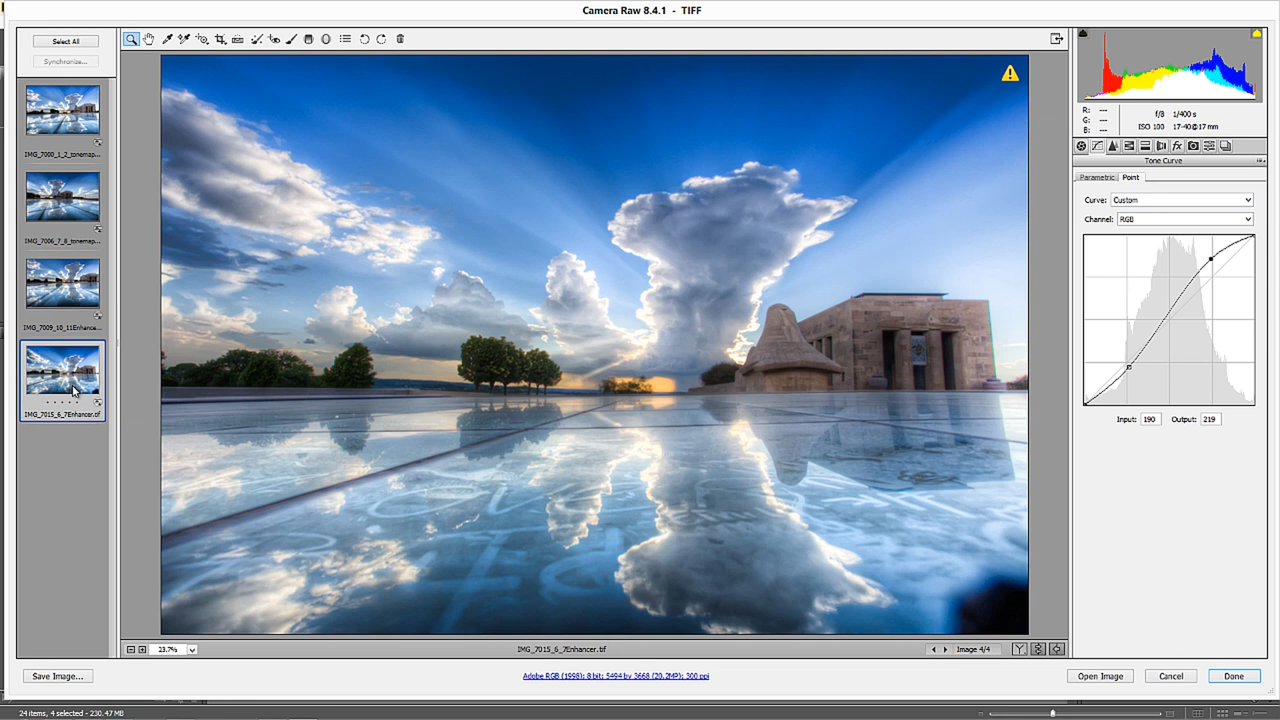 Camera Raw 8.4.1 - TIFF
Select All
Synchronize...
IMG_7000_1_2_tonemap...
IMG_7006_7_8_tonemap...
IMG_7009_10_11Enhance...
IMG_7015_6_7Enhancer.tif
R: ---
G: ---
B: ---
f/8 1/400 s
ISO 100 17-40@17 mm
Tone Curve
Parametric Point
Curve: Custom
Channel: RGB
Input: 190 Output: 219
23.7%
IMG_7015_6_7Enhancer.tif
Image 4/4
Y
Save Image...
Adobe RGB (1998); 8 bit; 5494 by 3668 (20.2MP); 300 ppi
Open Image
Cancel
Done
24 items, 4 selected - 230.47 MB